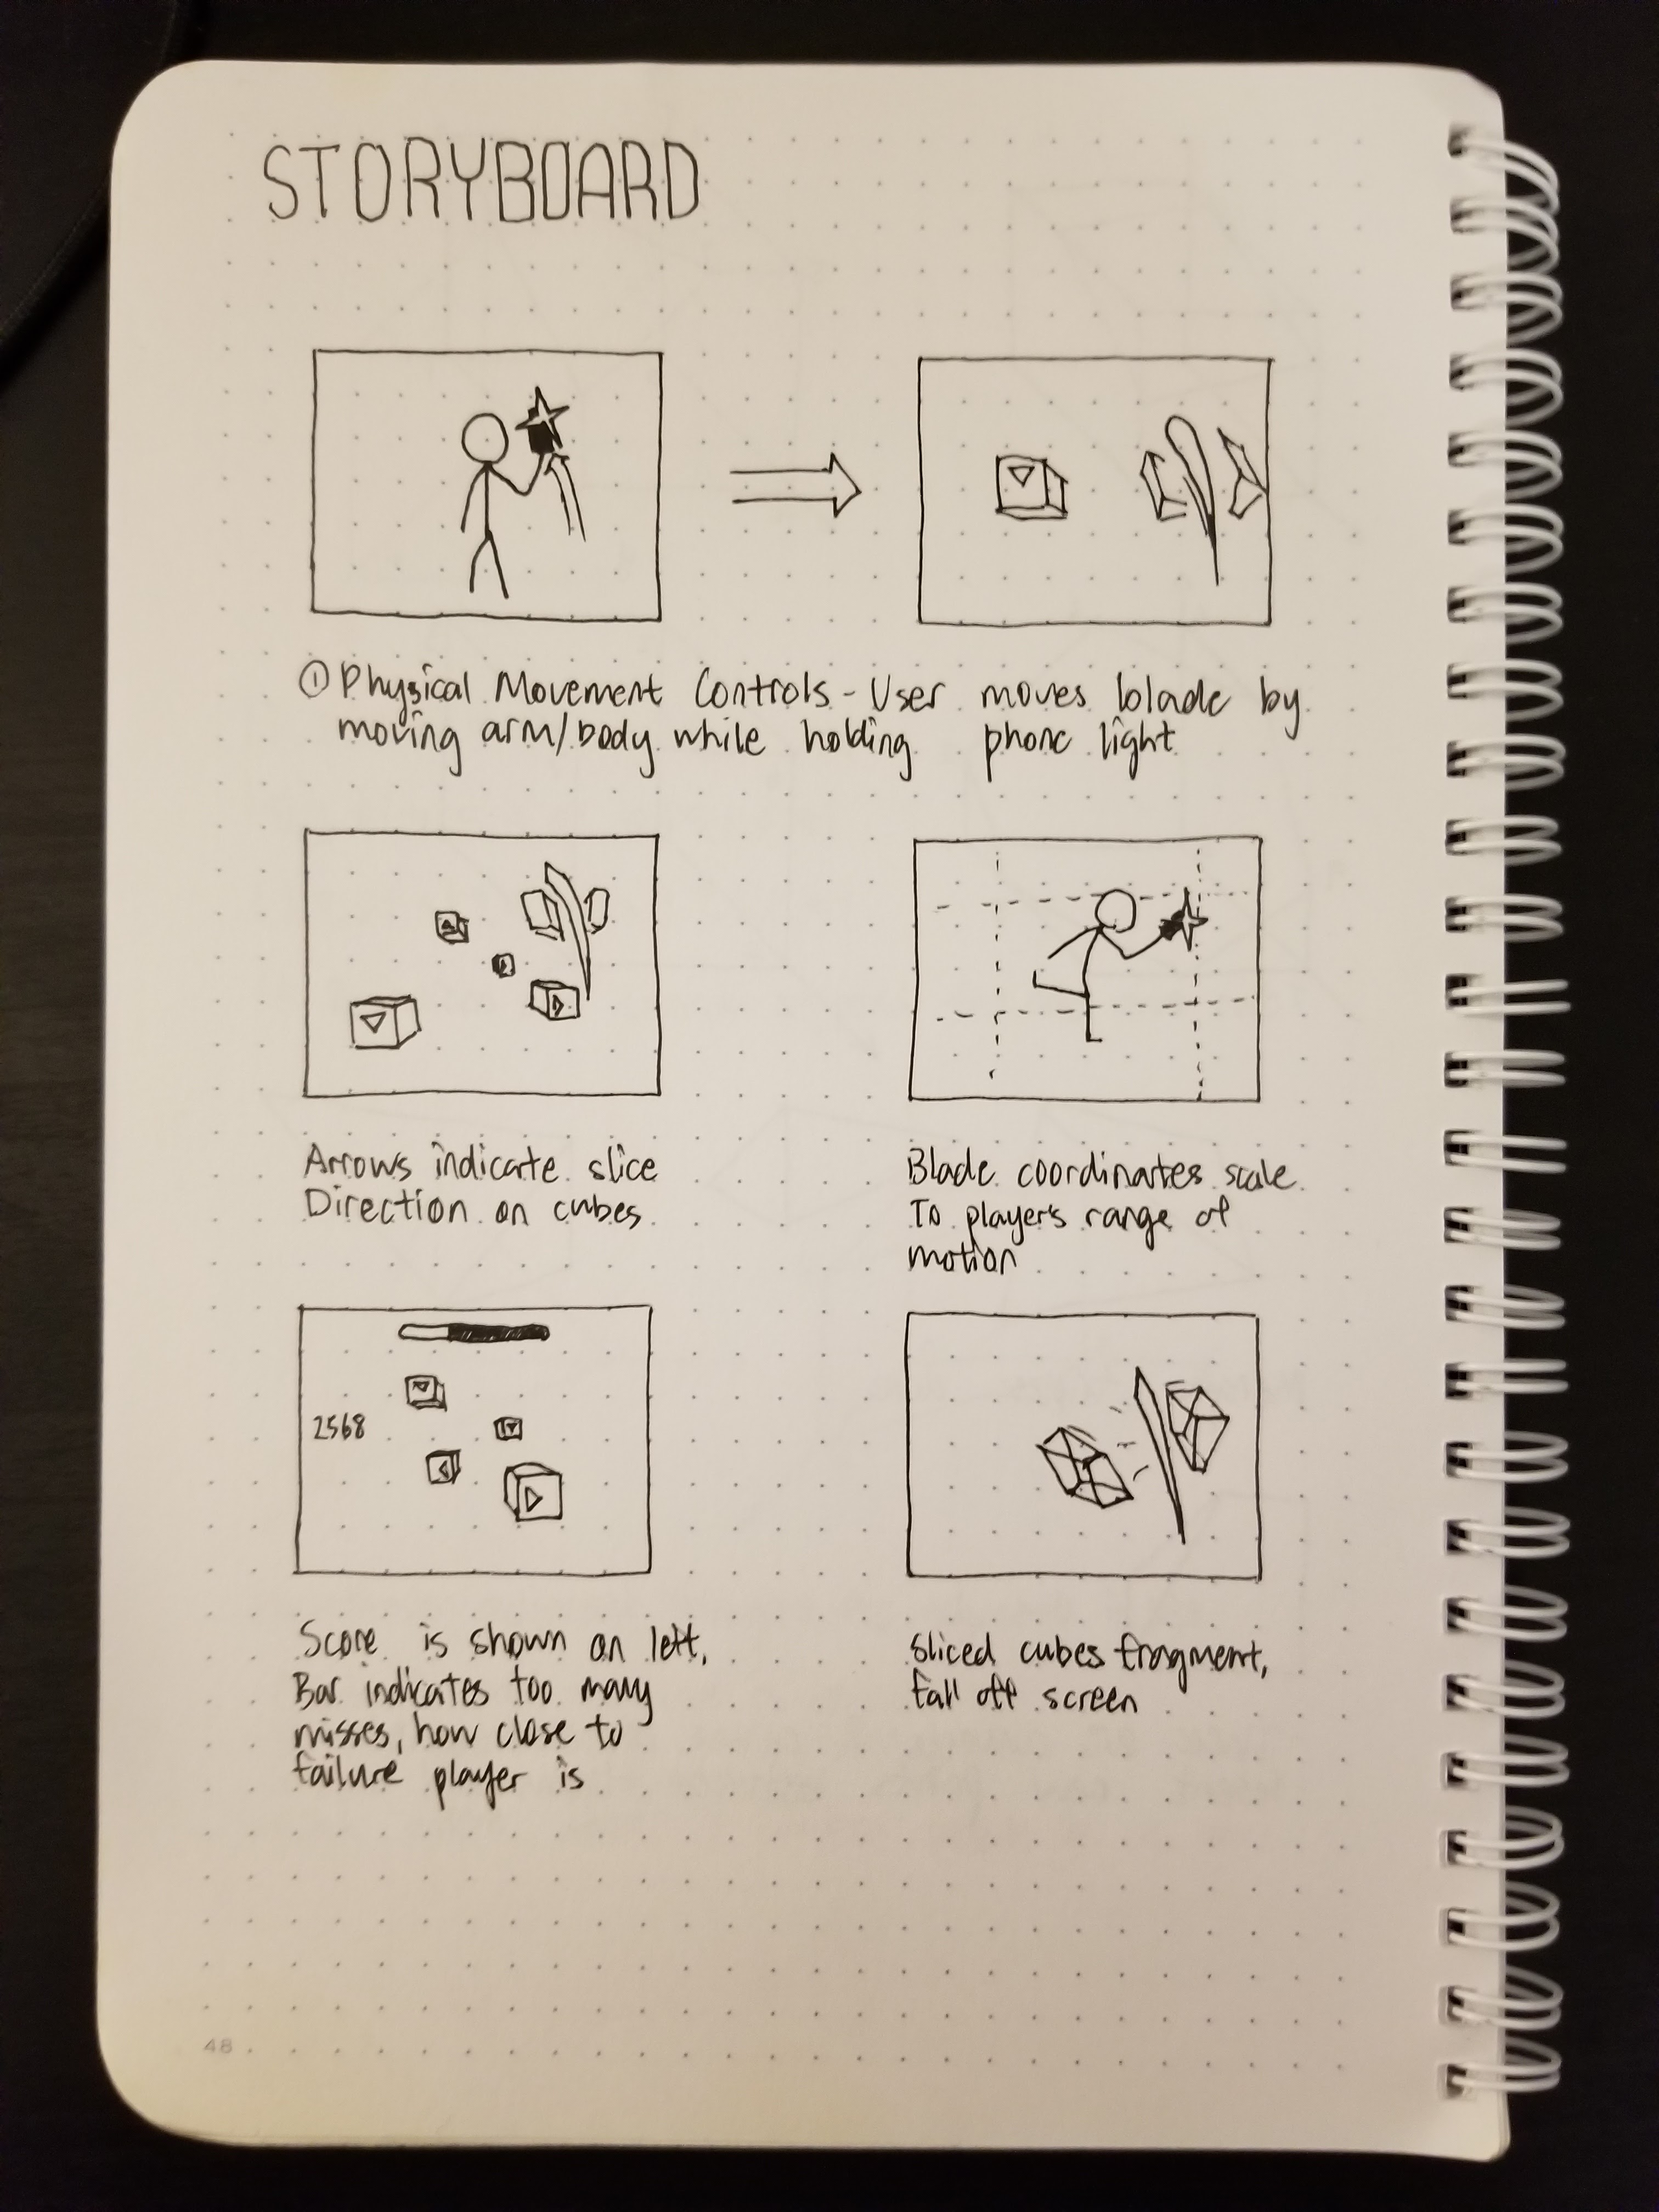 STORYBOARD
① Physical Movement Controls - User moves blade by
moving arm/body while holding phone light
Arrows indicate slice
Direction on cubes
Blade coordinates scale
To player's range of
motion
2568
Score is shown on left,
Bar indicates too many
misses, how close to
failure player is
Sliced cubes fragment,
fall off screen
48